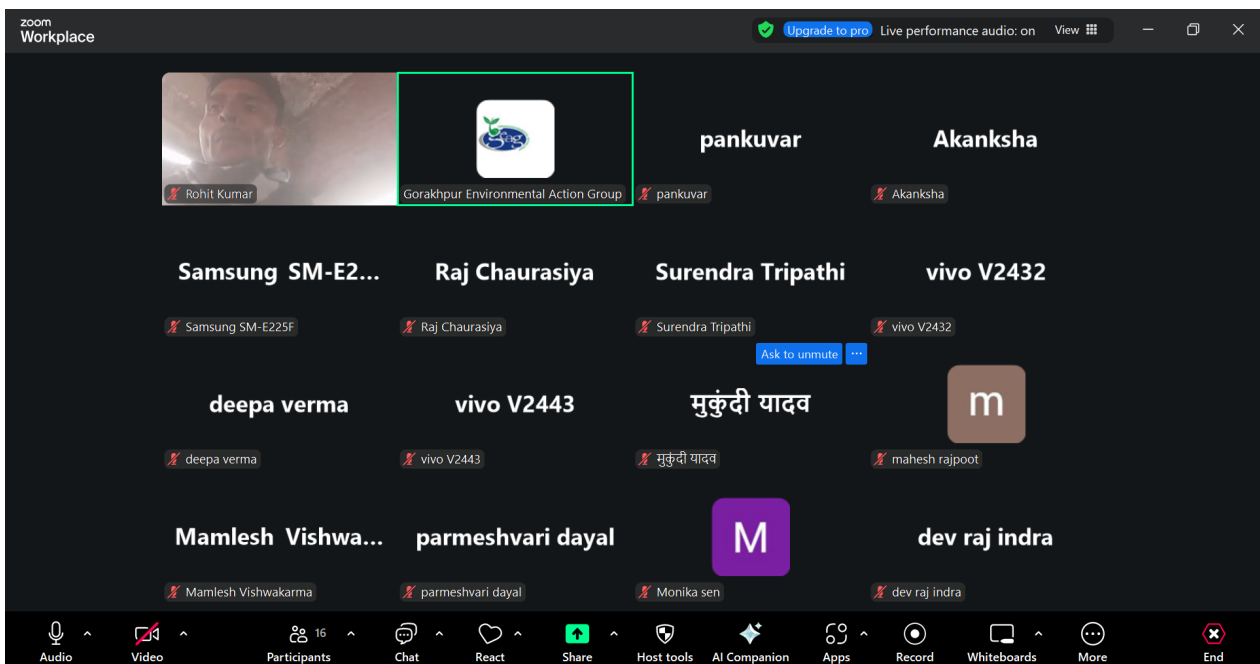 zoom
Workplace
Upgrade to pro
Live performance audio: on
View
Rohit Kumar
geag
Gorakhpur Environmental Action Group
pankuvar
pankuvar
Akanksha
Akanksha
Samsung SM-E2...
Samsung SM-E225F
Raj Chaurasiya
Raj Chaurasiya
Surendra Tripathi
Surendra Tripathi
vivo V2432
vivo V2432
Ask to unmute ...
deepa verma
deepa verma
vivo V2443
vivo V2443
मुकुंदी यादव
मुकुंदी यादव
m
mahesh rajpoot
Mamlesh Vishwa...
Mamlesh Vishwakarma
parmeshvari dayal
parmeshvari dayal
M
Monika sen
dev raj indra
dev raj indra
Audio
Video
16
Participants
Chat
React
Share
Host tools
AI Companion
Apps
Record
Whiteboards
More
End